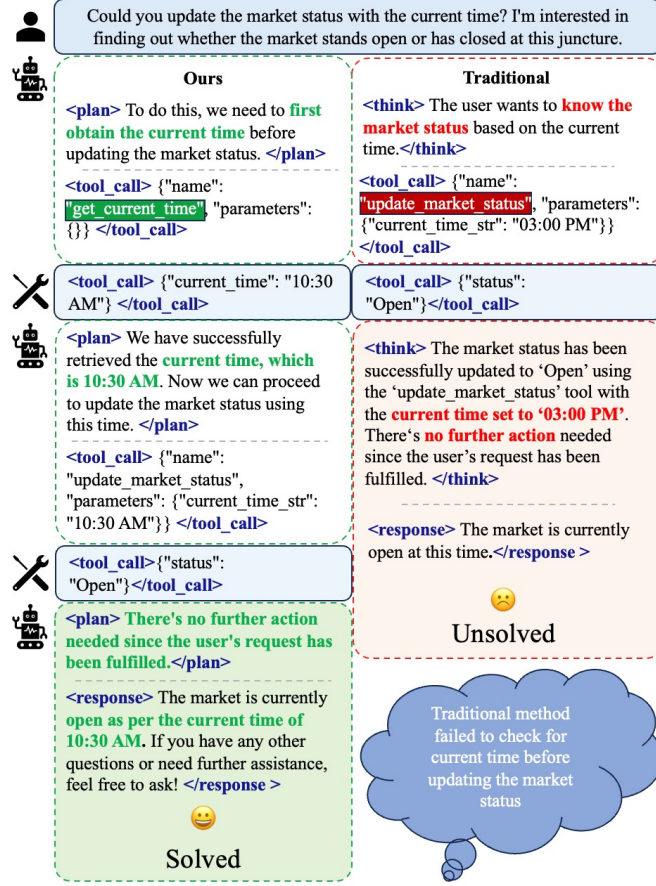 Could you update the market status with the current time? I'm interested in
finding out whether the market stands open or has closed at this juncture.
Ours
<plan> To do this, we need to first
obtain the current time before
updating the market status. </plan>
<tool_call> {"name":
"get_current_time", "parameters":
{}} </tool_call>
<tool_call> {"current_time": "10:30
AM"} </tool_call>
<plan> We have successfully
retrieved the current time, which
is 10:30 AM. Now we can proceed
to update the market status using
this time. </plan>
<tool_call> {"name":
"update_market_status",
"parameters": {"current_time_str":
"10:30 AM"}} </tool_call>
<tool_call>{"status":
"Open"}</tool_call>
<plan> There's no further action
needed since the user's request has
been fulfilled.</plan>
<response> The market is currently
open as per the current time of
10:30 AM. If you have any other
questions or need further assistance,
feel free to ask! </response >
Solved
Traditional
<think> The user wants to know the
market status based on the current
time.</think>
<tool_call> {"name":
"update_market_status", "parameters":
{"current_time_str": "03:00 PM"}}
</tool_call>
<tool_call> {"status":
"Open"}</tool_call>
<think> The market status has been
successfully updated to ‘Open’ using
the ‘update_market_status’ tool with
the current time set to ‘03:00 PM’.
There‘s no further action needed
since the user’s request has been
fulfilled. </think>
<response> The market is currently
open at this time.</response >
Unsolved
Traditional method
failed to check for
current time before
updating the market
status